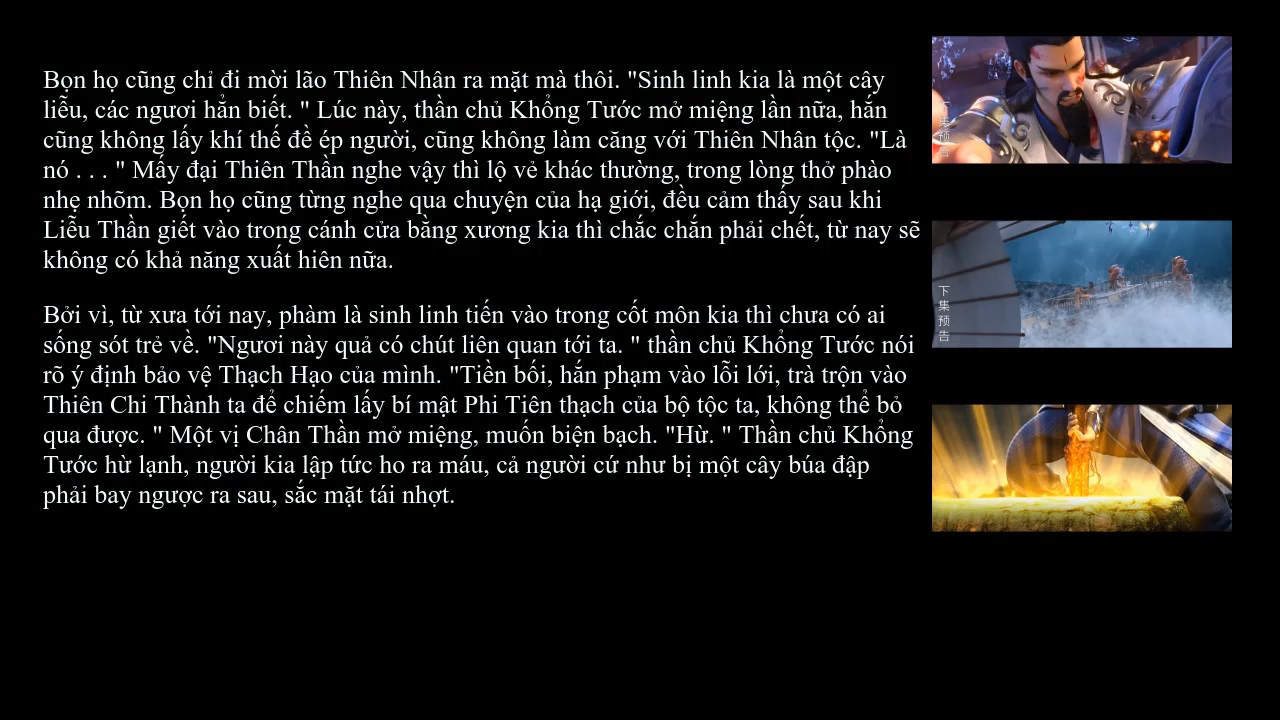 Bọn họ cũng chỉ đi mời lão Thiên Nhân ra mặt mà thôi. "Sinh linh kia là một cây
liễu, các ngươi hẳn biết. " Lúc này, thần chủ Khổng Tước mở miệng lần nữa, hắn
cũng không lấy khí thế đề ép người, cũng không làm căng với Thiên Nhân tộc. "Là
nó . . . " Mấy đại Thiên Thần nghe vậy thì lộ vẻ khác thường, trong lòng thở phào
nhẹ nhõm. Bọn họ cũng từng nghe qua chuyện của hạ giới, đều cảm thấy sau khi
Liễu Thần giết vào trong cánh cửa bằng xương kia thì chắc chắn phải chết, từ nay sẽ
không có khả năng xuất hiên nữa.

Bởi vì, từ xưa tới nay, phàm là sinh linh tiến vào trong cốt môn kia thì chưa có ai
sống sót trẻ về. "Ngươi này quả có chút liên quan tới ta. " thần chủ Khổng Tước nói
rõ ý định bảo vệ Thạch Hạo của mình. "Tiền bối, hắn phạm vào lỗi lới, trà trộn vào
Thiên Chi Thành ta để chiếm lấy bí mật Phi Tiên thạch của bộ tộc ta, không thể bỏ
qua được. " Một vị Chân Thần mở miệng, muốn biện bạch. "Hừ. " Thần chủ Khổng
Tước hừ lạnh, người kia lập tức ho ra máu, cả người cứ như bị một cây búa đập
phải bay ngược ra sau, sắc mặt tái nhợt.

下集预告
下集预告